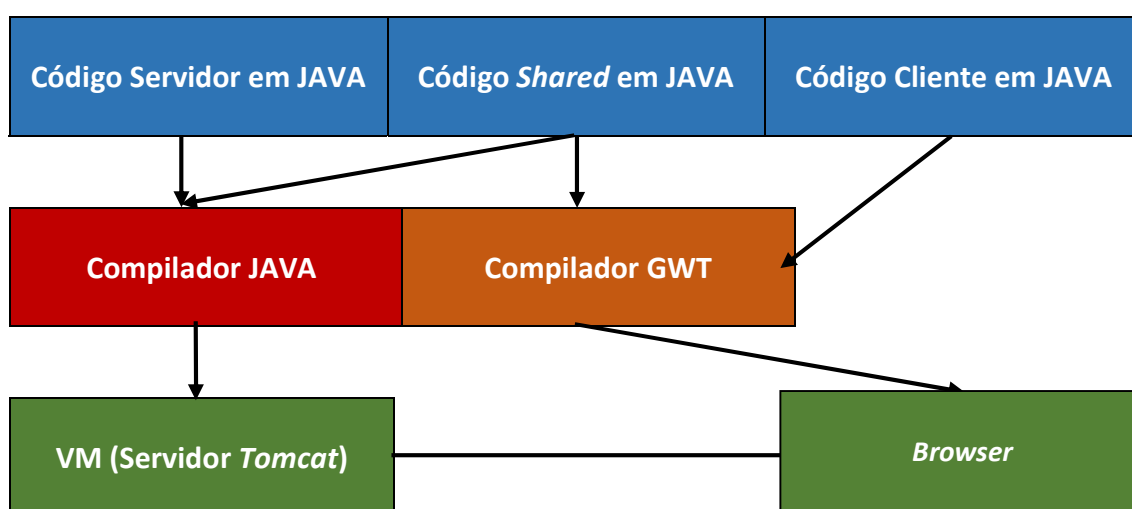 Código Servidor em JAVA
Código Shared em JAVA
Código Cliente em JAVA
Compilador JAVA
Compilador GWT
VM (Servidor Tomcat)
Browser